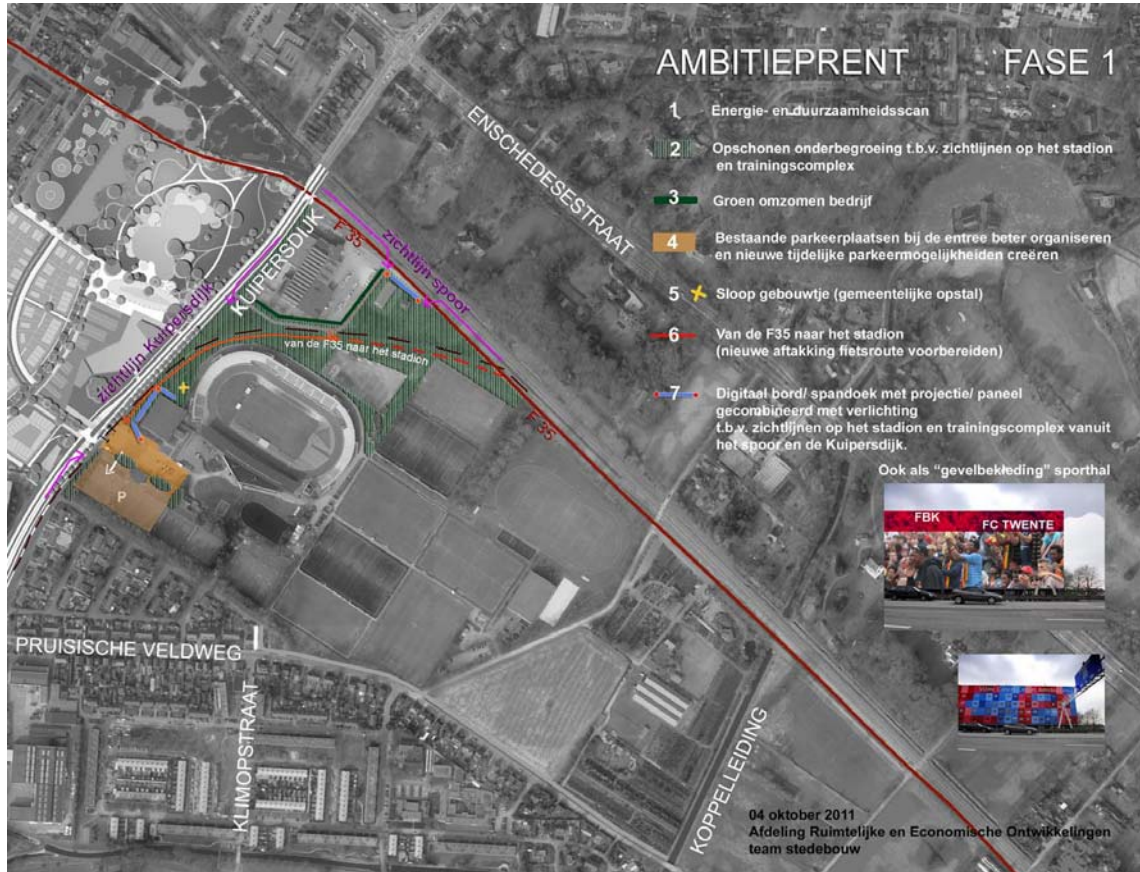 AMBITIEPRENT FASE 1
1 Energie- en duurzaamheidsscan
2 Opschonen onderbegroeing t.b.v. zichtlijnen op het stadion
en trainingscomplex
3 Groen omzomen bedrijf
4 Bestaande parkeerplaatsen bij de entree beter organiseren
en nieuwe tijdelijke parkeermogelijkheden creëren
5 Sloop gebouwtje (gemeentelijke opstal)
6 Van de F35 naar het stadion
(nieuwe aftakking fietsroute voorbereiden)
7 Digitaal bord/ spandoek met projectie/ paneel
gecombineerd met verlichting
t.b.v. zichtlijnen op het stadion en trainingscomplex vanuit
het spoor en de Kuipersdijk.
Ook als “gevelbekleding” sporthal
FBK
FC TWENTE
ENSCHEDESESTRAAT
KUIPERSDIJK
F 35
zichtlijn spoor
zichtlijn Kuipersdijk
van de F35 naar het stadion
F 35
P
PRUISISCHE VELDWEG
KLIMOPSTRAAT
KOPPELLEIDING
04 oktober 2011
Afdeling Ruimtelijke en Economische Ontwikkelingen
team stedebouw